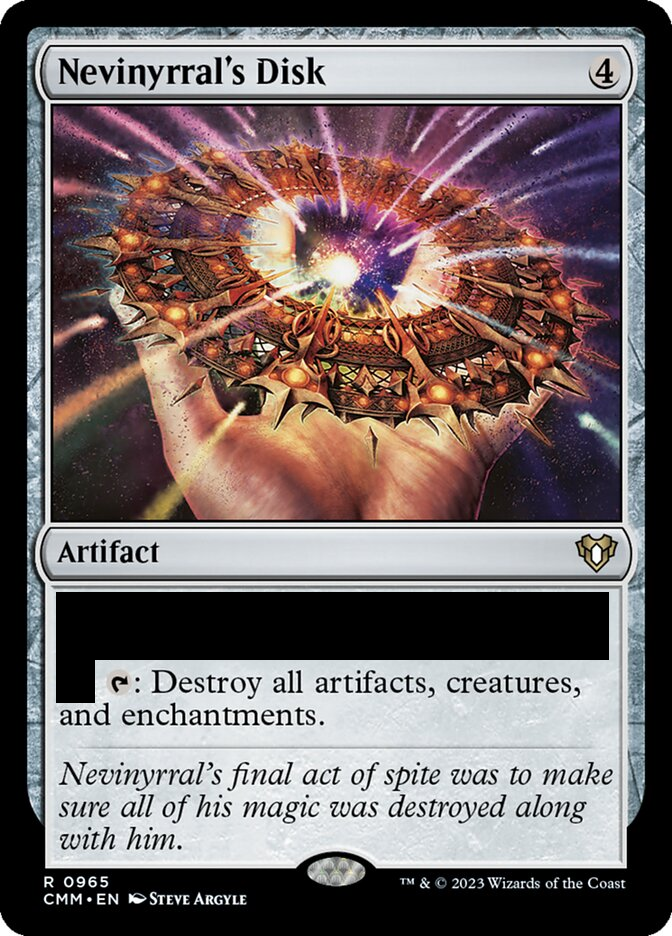 Nevinyrral's Disk 4
Artifact
: Destroy all artifacts, creatures,
and enchantments.
Nevinyrral's final act of spite was to make
sure all of his magic was destroyed along
with him.
R 0965
CMM • EN Steve Argyle
™ & © 2023 Wizards of the Coast